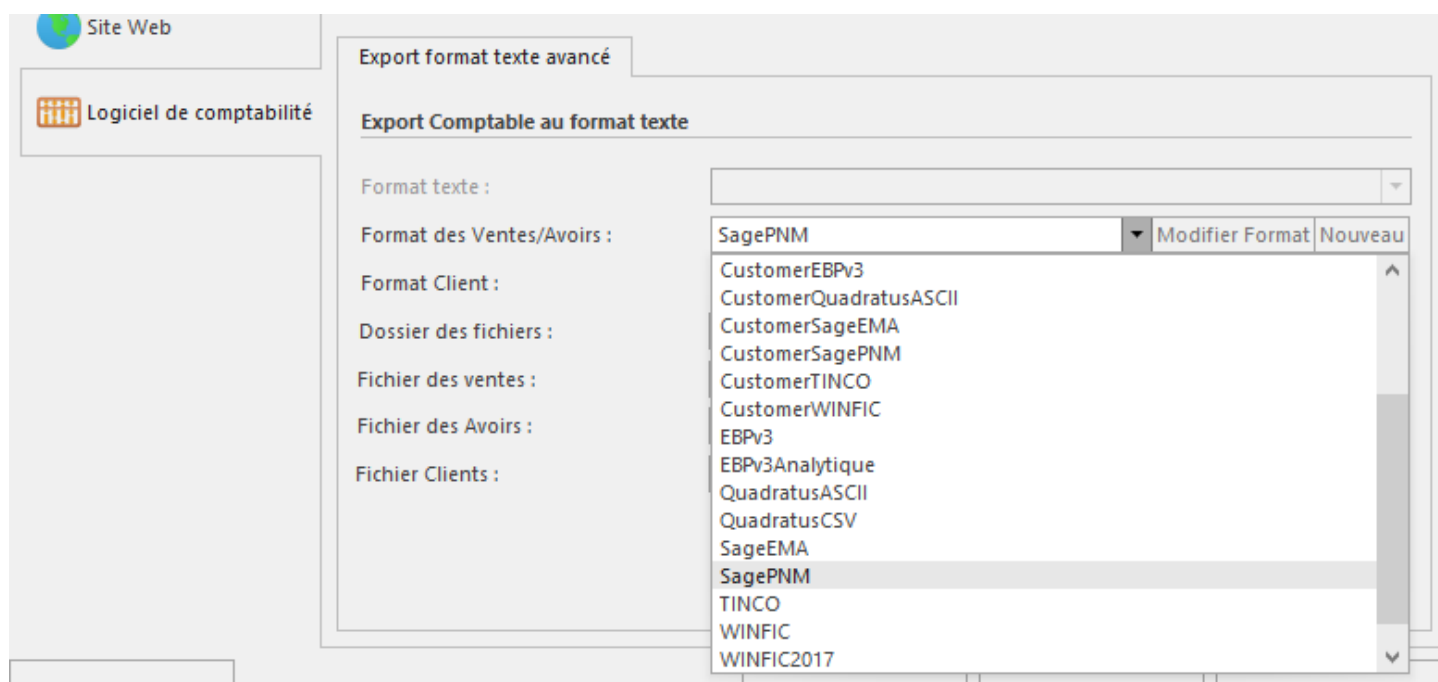 Site Web
Logiciel de comptabilité
Export format texte avancé
Export Comptable au format texte
Format texte :
Format des Ventes/Avoirs : SagePNM Modifier Format Nouveau
Format Client :
Dossier des fichiers :
Fichier des ventes :
Fichier des Avoirs :
Fichier Clients :
CustomerEBPv3
CustomerQuadratusASCII
CustomerSageEMA
CustomerSagePNM
CustomerTINCO
CustomerWINFIC
EBPv3
EBPv3Analytique
QuadratusASCII
QuadratusCSV
SageEMA
SagePNM
TINCO
WINFIC
WINFIC2017